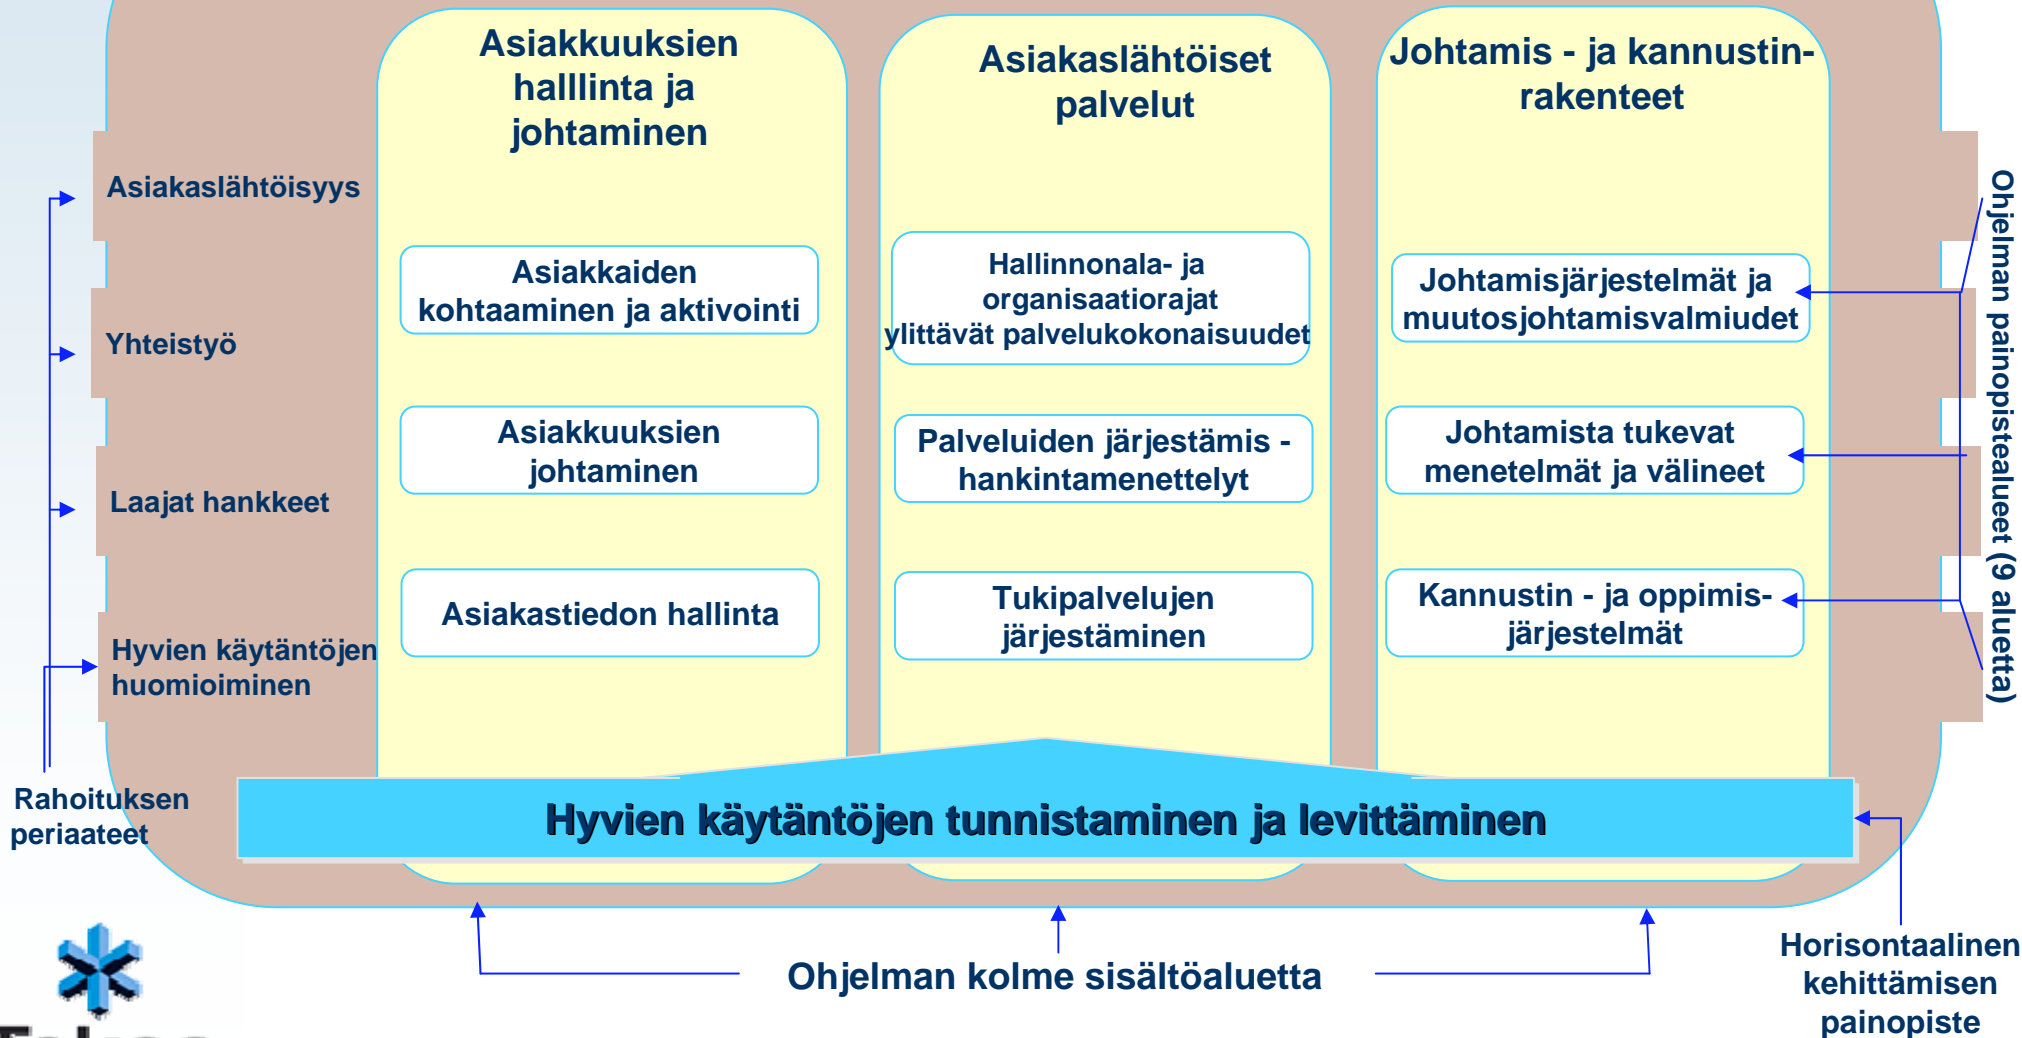 Asiakkuuksien
halllinta ja
johtaminen
Asiakaslähtöiset
palvelut
Johtamis - ja kannustin-
rakenteet
Asiakaslähtöisyys
Yhteistyö
Laajat hankkeet
Hyvien käytäntöjen
huomioiminen
Rahoituksen
periaateet
Asiakkaiden
kohtaaminen ja aktivointi
Asiakkuuksien
johtaminen
Asiakastiedon hallinta
Hallinnonala- ja
organisaatiorajat
ylittävät palvelukokonaisuudet
Palveluiden järjestämis -
hankintamenettelyt
Tukipalvelujen
järjestäminen
Johtamisjärjestelmät ja
muutosjohtamisvalmiudet
Johtamista tukevat
menetelmät ja välineet
Kannustin - ja oppimis-
järjestelmät
Ohjelman painopistealueet (9 aluetta)
Hyvien käytäntöjen tunnistaminen ja levittäminen
Ohjelman kolme sisältöaluetta
Horisontaalinen
kehittämisen
painopiste